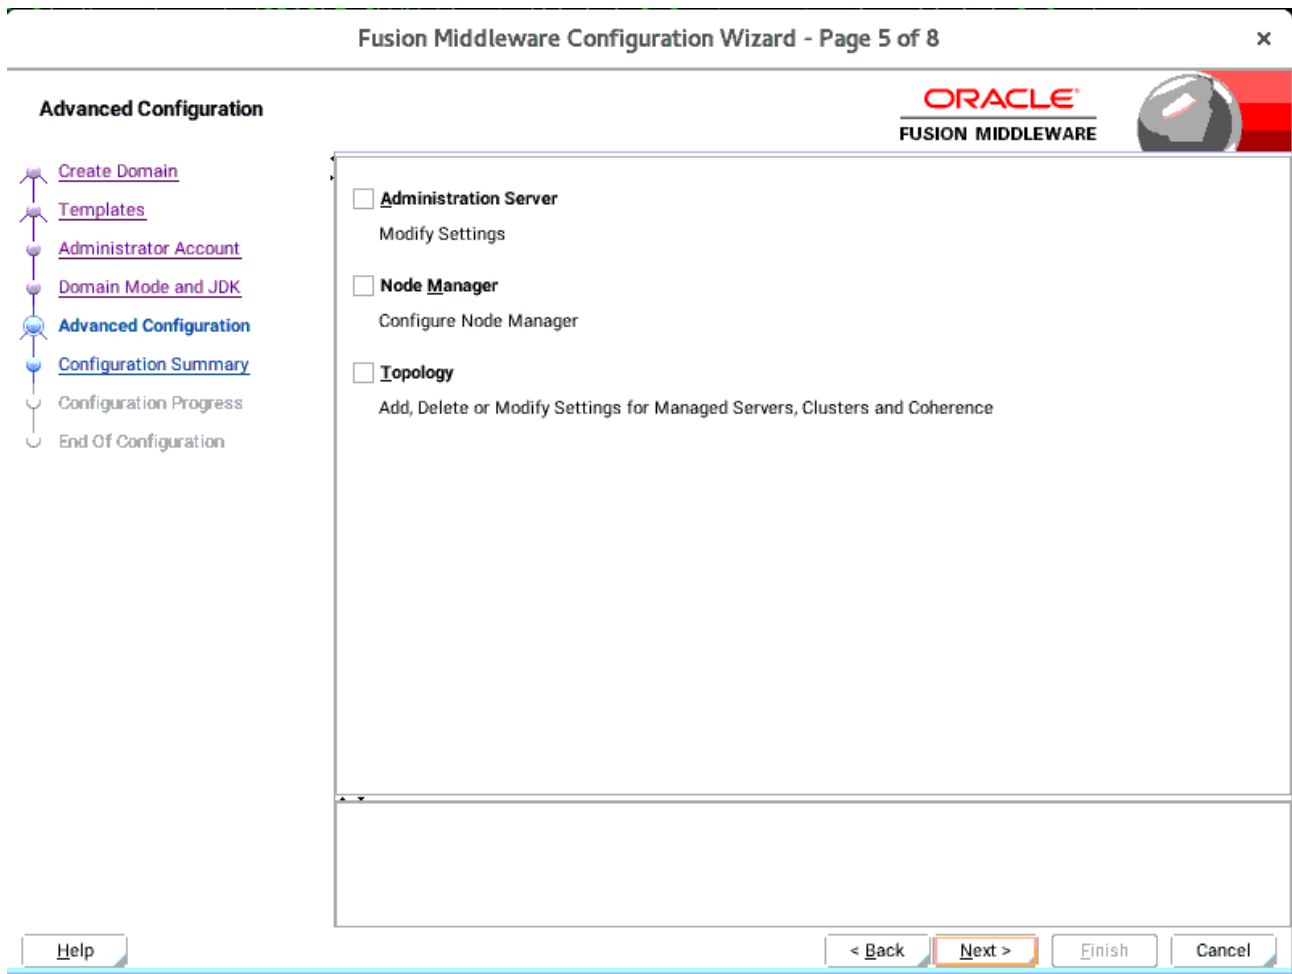 Fusion Middleware Configuration Wizard - Page 5 of 8
Advanced Configuration
ORACLE
FUSION MIDDLEWARE
Create Domain
Templates
Administrator Account
Domain Mode and JDK
Advanced Configuration
Configuration Summary
Configuration Progress
End Of Configuration
Administration Server
Modify Settings
Node Manager
Configure Node Manager
Topology
Add, Delete or Modify Settings for Managed Servers, Clusters and Coherence
Help
< Back
Next >
Finish
Cancel